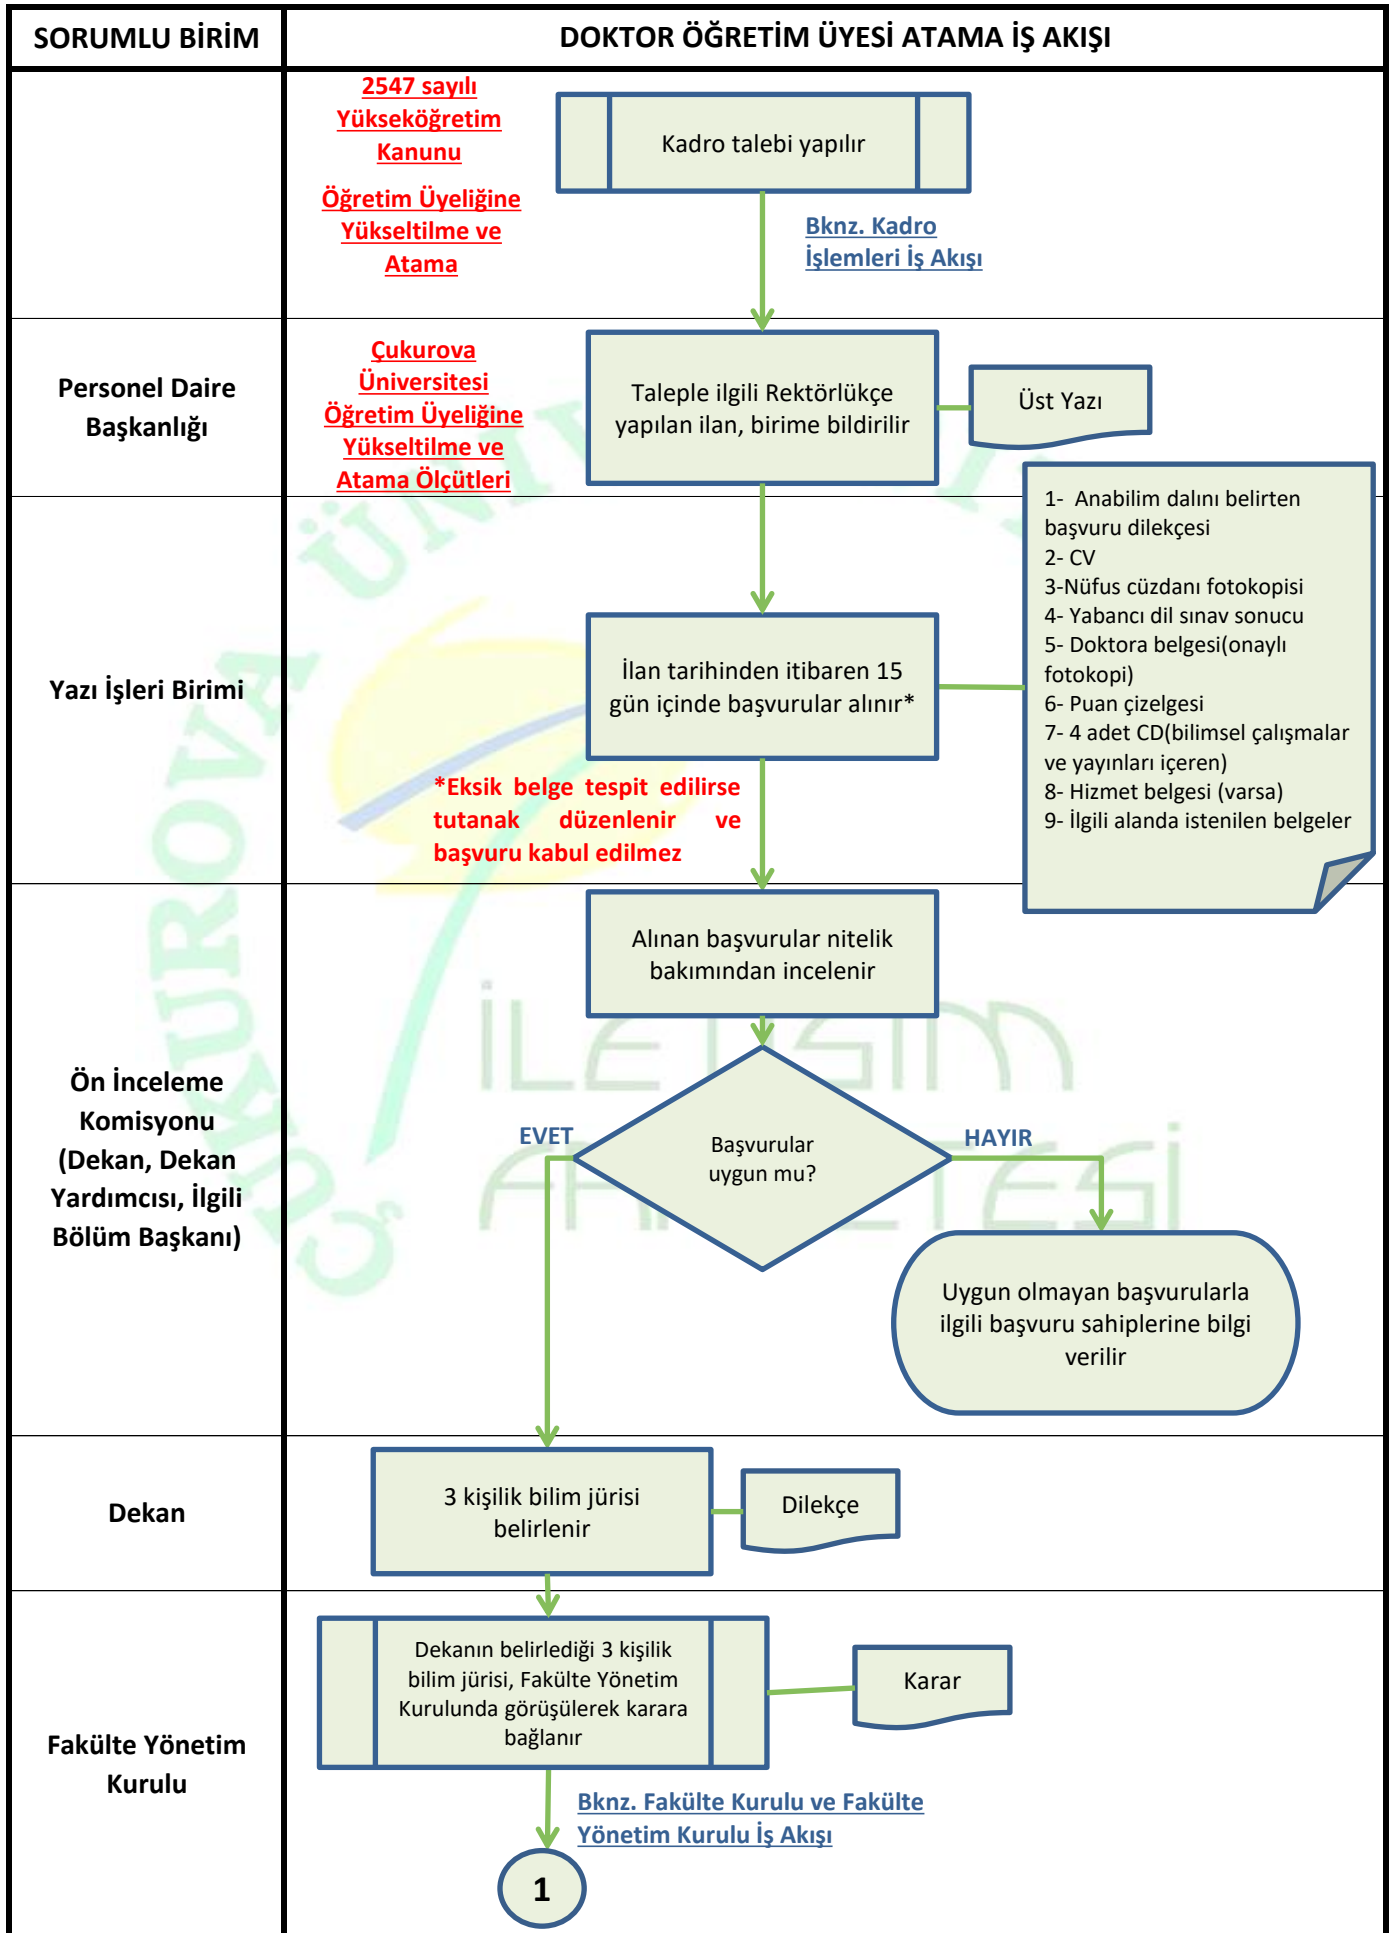 SORUMLU BİRİM
DOKTOR ÖĞRETİM ÜYESİ ATAMA İŞ AKIŞI
2547 sayılı
Yükseköğretim
Kanunu
Öğretim Üyeliğine
Yükseltilme ve
Atama
Kadro talebi yapılır
Bknz. Kadro
İşlemleri İş Akışı
Personel Daire
Başkanlığı
Çukurova
Üniversitesi
Öğretim Üyeliğine
Yükseltilme ve
Atama Ölçütleri
Taleple ilgili Rektörlükçe
yapılan ilan, birime bildirilir
Üst Yazı
Yazı İşleri Birimi
İlan tarihinden itibaren 15
gün içinde başvurular alınır*
1- Anabilim dalını belirten
başvuru dilekçesi
2- CV
3-Nüfus cüzdanı fotokopisi
4- Yabancı dil sınav sonucu
5- Doktora belgesi(onaylı
fotokopi)
6- Puan çizelgesi
7- 4 adet CD(bilimsel çalışmalar
ve yayınları içeren)
8- Hizmet belgesi (varsa)
9- İlgili alanda istenilen belgeler
*Eksik belge tespit edilirse
tutanak düzenlenir ve
başvuru kabul edilmez
Ön İnceleme
Komisyonu
(Dekan, Dekan
Yardımcısı, İlgili
Bölüm Başkanı)
Alınan başvurular nitelik
bakımından incelenir
EVET
Başvurular
uygun mu?
HAYIR
Uygun olmayan başvurularla
ilgili başvuru sahiplerine bilgi
verilir
Dekan
3 kişilik bilim jürisi
belirlenir
Dilekçe
Fakülte Yönetim
Kurulu
Dekanın belirlediği 3 kişilik
bilim jürisi, Fakülte Yönetim
Kurulunda görüşülerek karara
bağlanır
Karar
Bknz. Fakülte Kurulu ve Fakülte
Yönetim Kurulu İş Akışı
1
ÇUKUROVA
İLETİŞİM